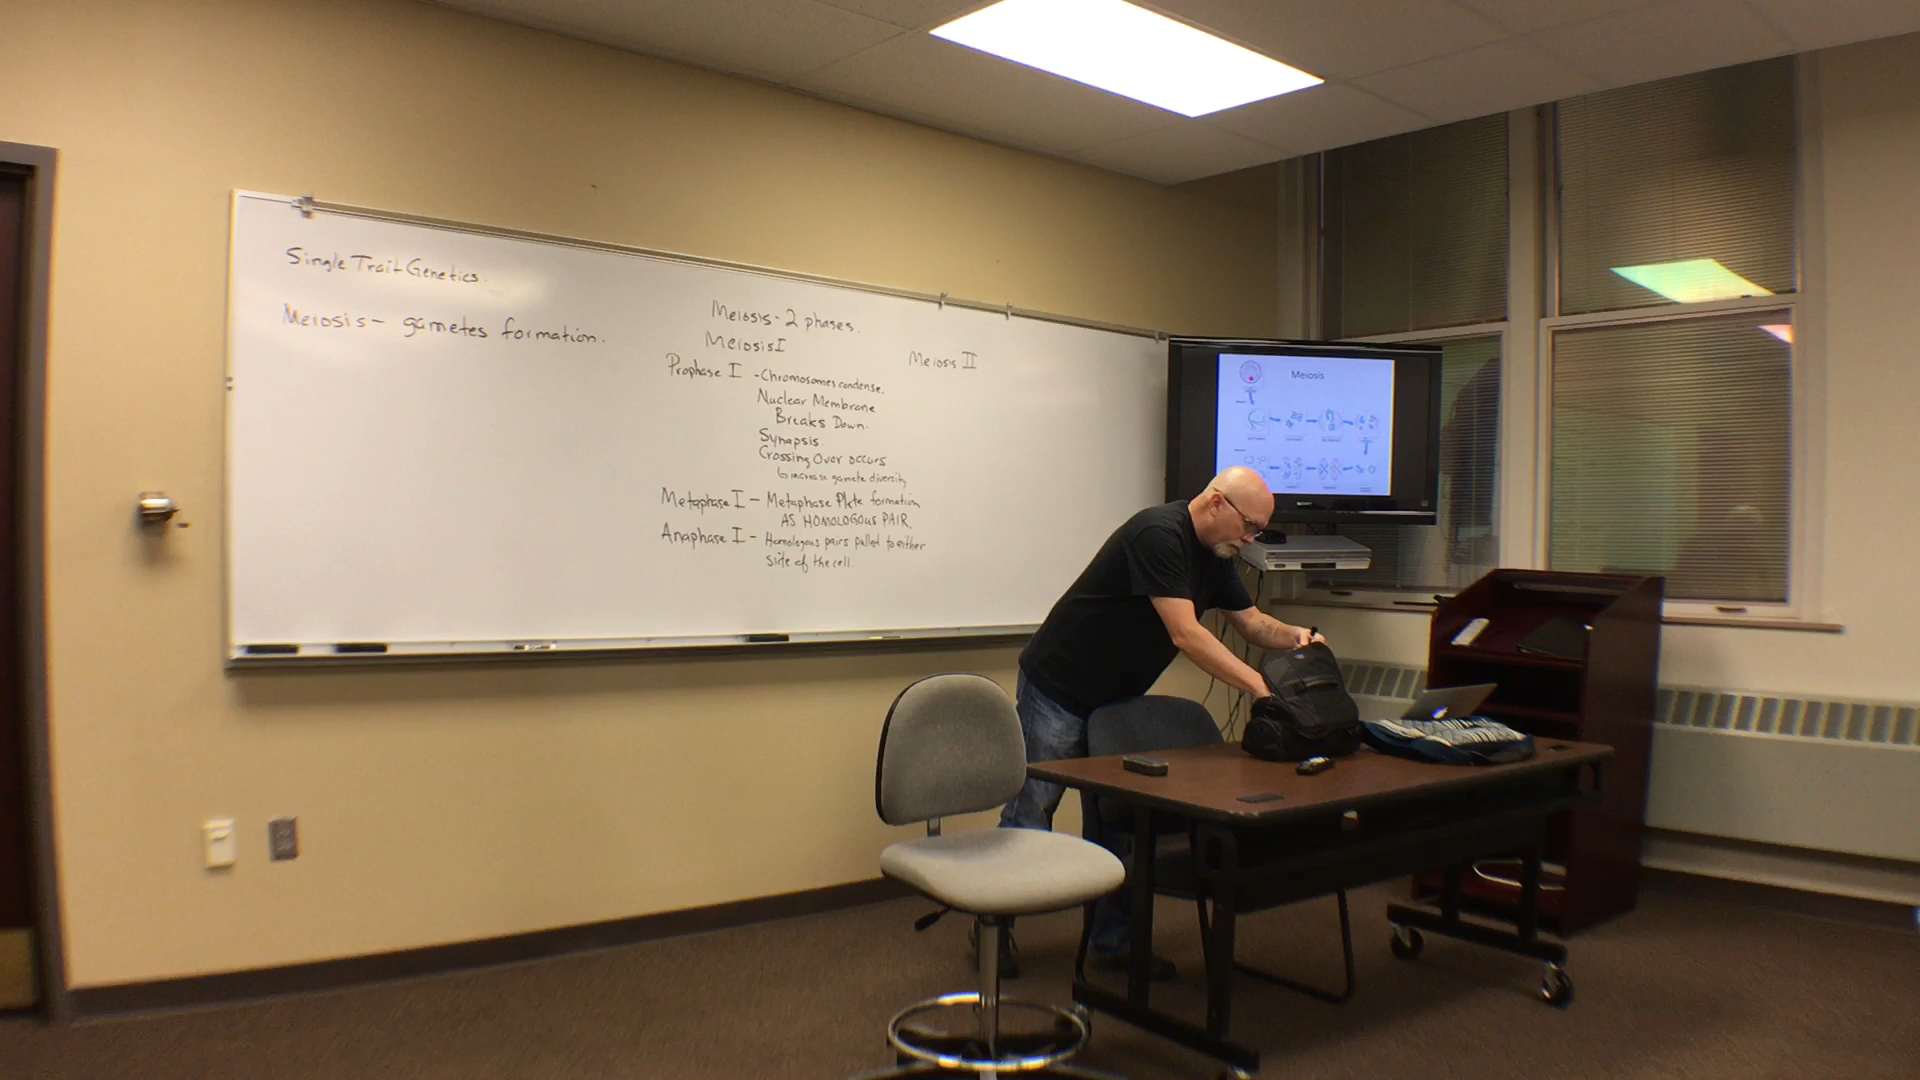 Single Trait Genetics.
Meiosis - gametes formation.
Meiosis - 2 phases.
Meiosis I
Meiosis II
Prophase I - Chromosomes condense.
Nuclear Membrane
Breaks Down.
Synapsis.
Crossing Over occurs
increase gamete diversity
Metaphase I - Metaphase Plate formation
AS HOMOLOGOUS PAIR.
Anaphase I - Homologous pairs pulled to either
side of the cell.
Meiosis
SONY